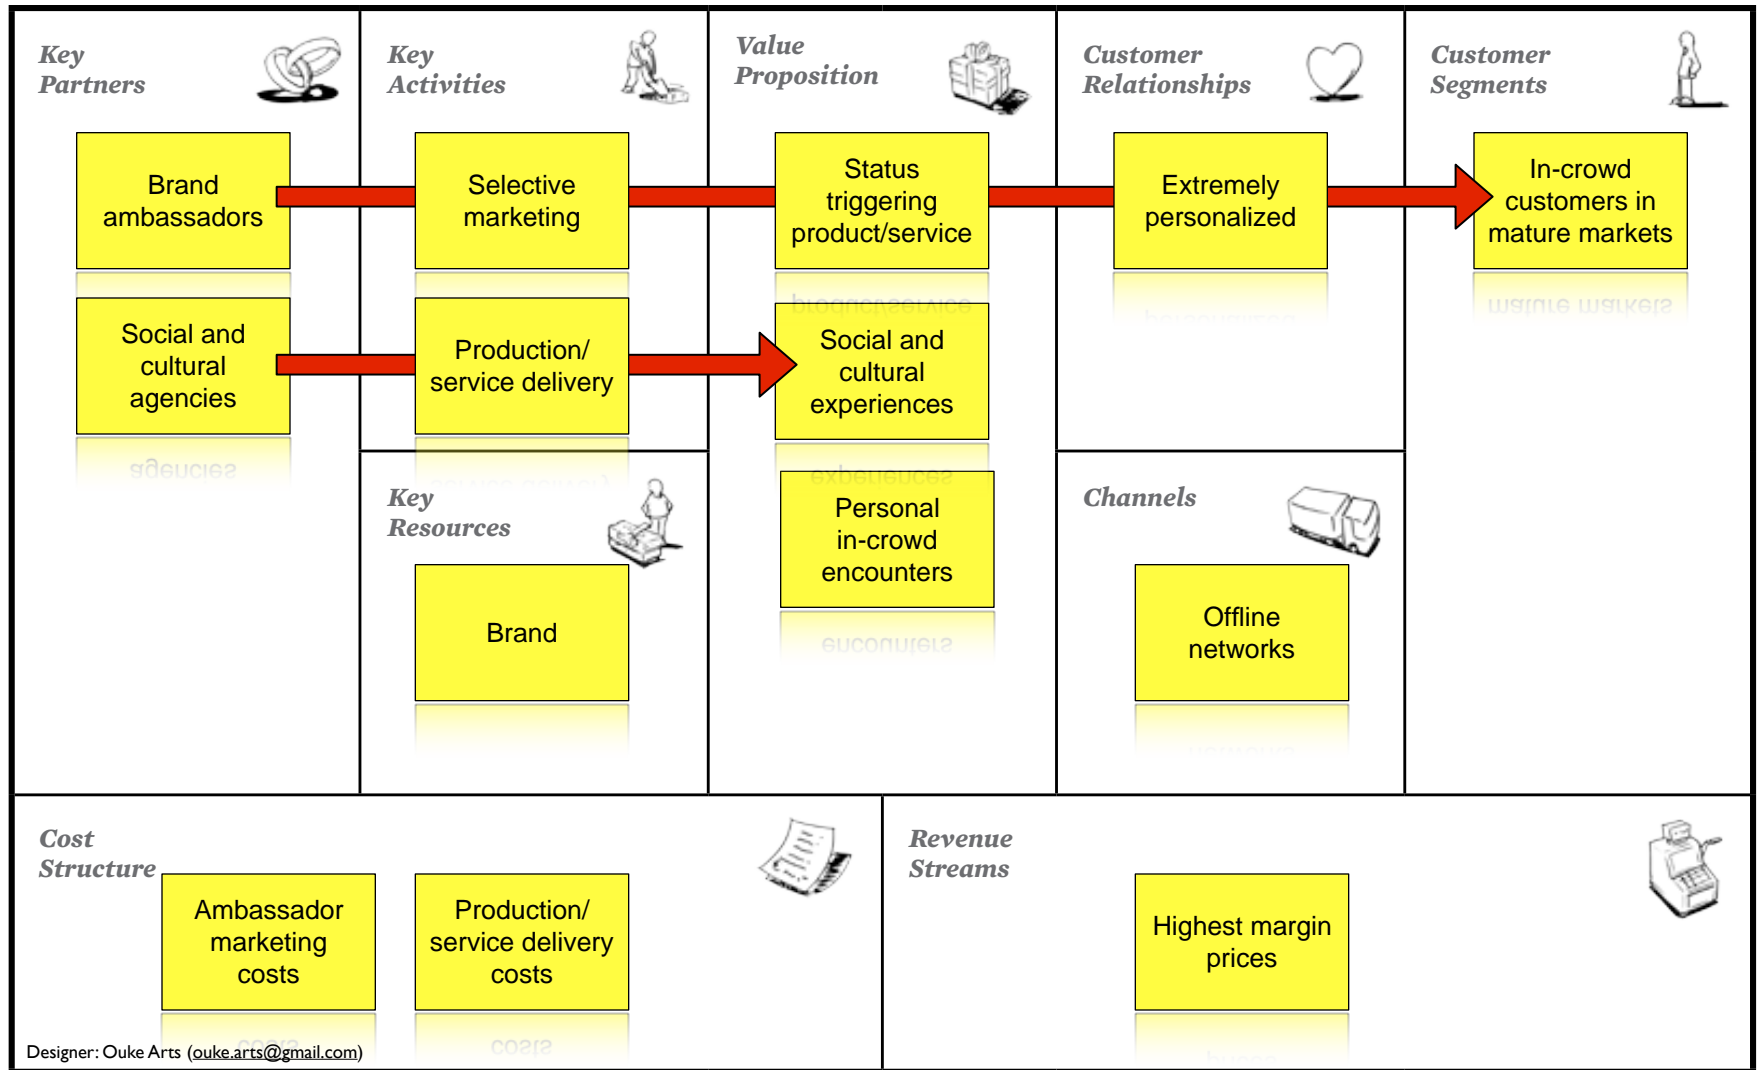 Key
Partners
Brand
ambassadors
Social and
cultural
agencies
Key
Activities
Selective
marketing
Production/
service delivery
Key
Resources
Brand
Value
Proposition
Status
triggering
product/service
Social and
cultural
experiences
Personal
in-crowd
encounters
Customer
Relationships
Extremely
personalized
Channels
Offline
networks
Customer
Segments
In-crowd
customers in
mature markets
Cost
Structure
Ambassador
marketing
costs
Production/
service delivery
costs
Revenue
Streams
Highest margin
prices
Designer: Ouke Arts (ouke.arts@gmail.com)